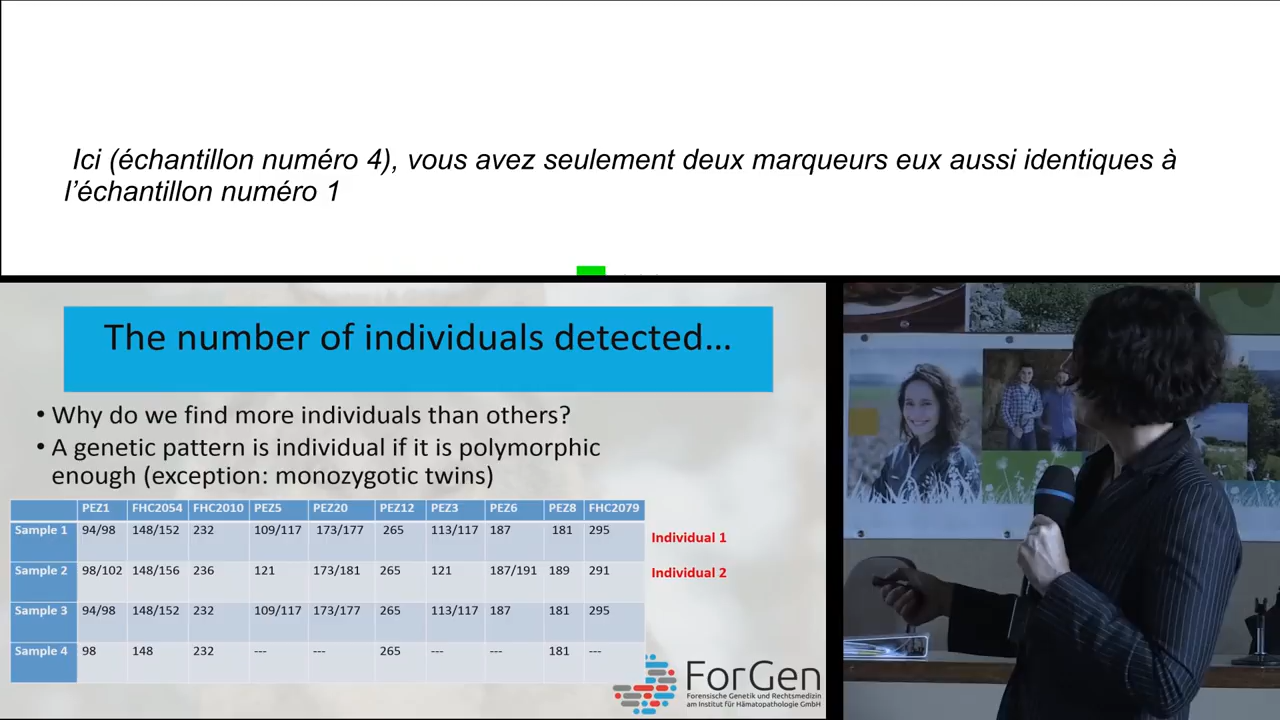 Ici (échantillon numéro 4), vous avez seulement deux marqueurs eux aussi identiques à
l’échantillon numéro 1
The number of individuals detected…
• Why do we find more individuals than others?
• A genetic pattern is individual if it is polymorphic
enough (exception: monozygotic twins)
PEZ1 FHC2054 FHC2010 PEZ5 PEZ20 PEZ12 PEZ3 PEZ6 PEZ8 FHC2079
Sample 1 94/98 148/152 232 109/117 173/177 265 113/117 187 181 295
Individual 1
Sample 2 98/102 148/156 236 121 173/181 265 121 187/191 189 291
Individual 2
Sample 3 94/98 148/152 232 109/117 173/177 265 113/117 187 181 295
Sample 4 98 148 232 --- --- 265 --- --- 181 ---
ForGen
Forensische Genetik und Rechtsmedizin
am Institut für Hämatopathologie GmbH